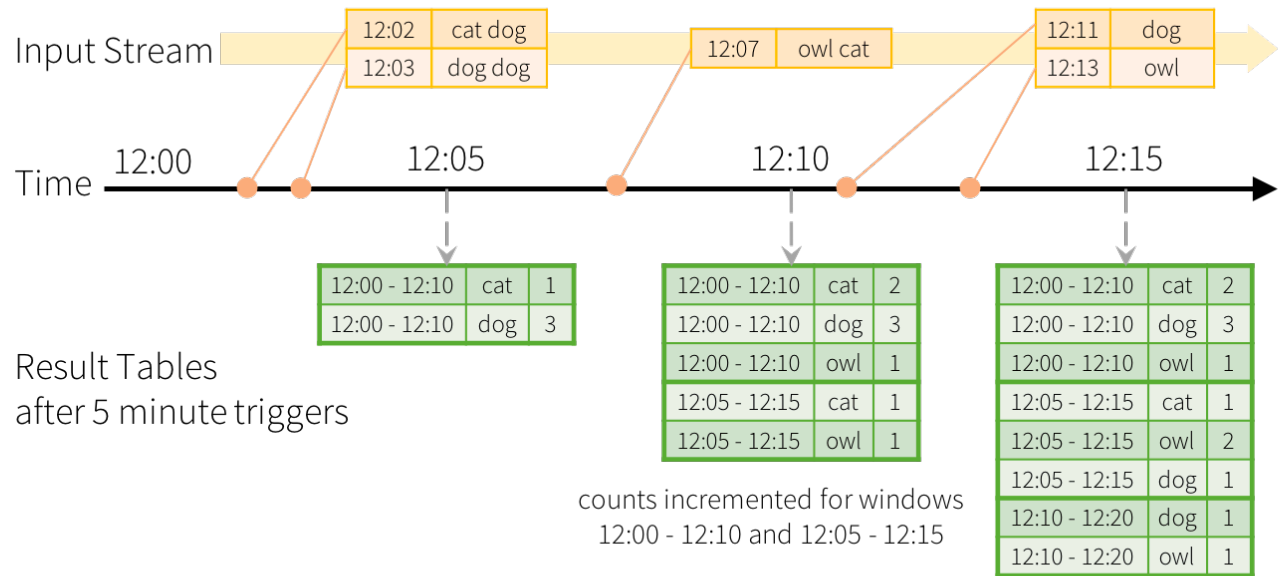 Input Stream
12:02 cat dog
12:03 dog dog
12:07 owl cat
12:11 dog
12:13 owl
Time
12:00
12:05
12:10
12:15
Result Tables
after 5 minute triggers
12:00 - 12:10 cat 1
12:00 - 12:10 dog 3
12:00 - 12:10 cat 2
12:00 - 12:10 dog 3
12:00 - 12:10 owl 1
12:05 - 12:15 cat 1
12:05 - 12:15 owl 1
counts incremented for windows
12:00 - 12:10 and 12:05 - 12:15
12:00 - 12:10 cat 2
12:00 - 12:10 dog 3
12:00 - 12:10 owl 1
12:05 - 12:15 cat 1
12:05 - 12:15 owl 2
12:05 - 12:15 dog 1
12:10 - 12:20 dog 1
12:10 - 12:20 owl 1